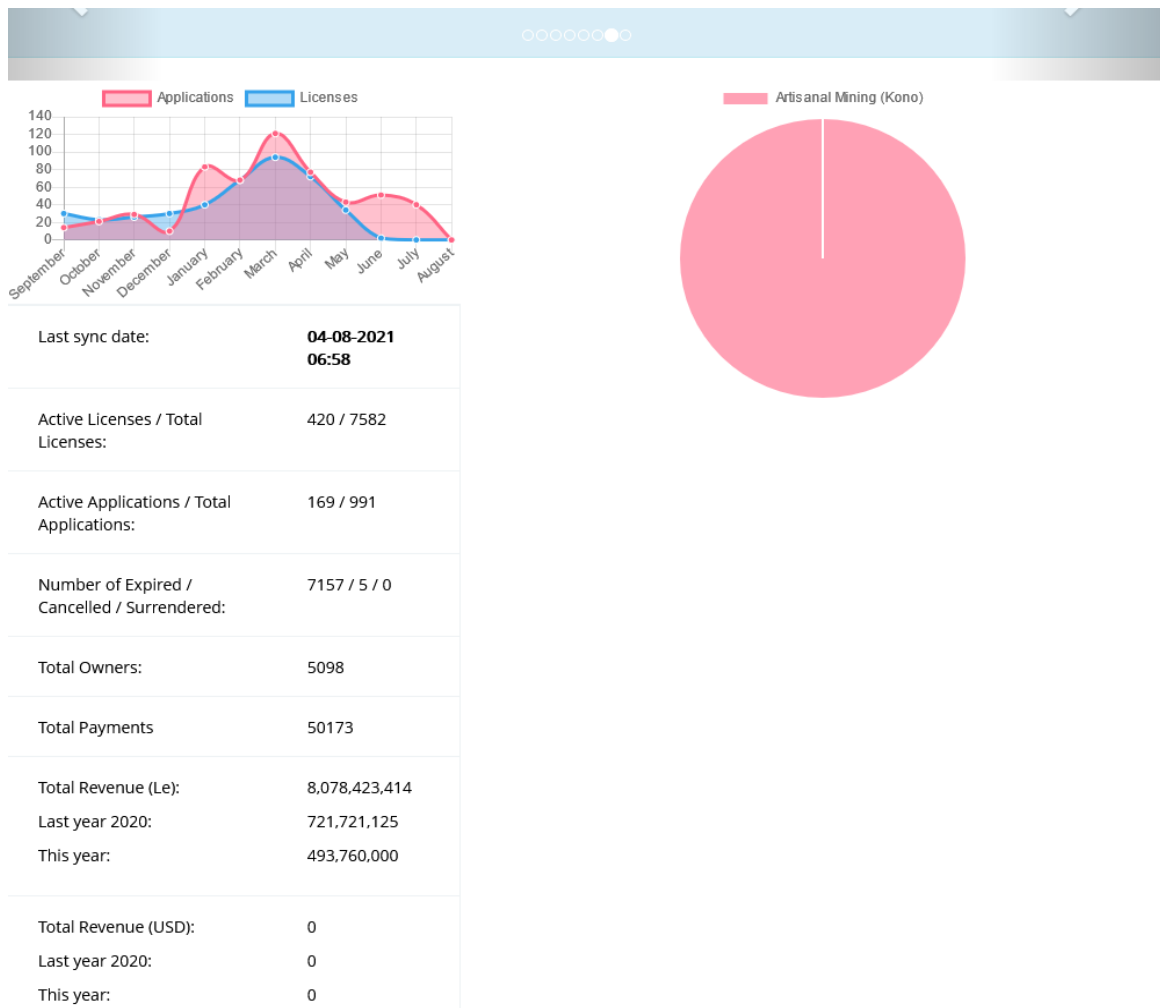 Applications Licenses
140
120
100
80
60
40
20
0
September October November December January February March April May June July August
Artisanal Mining (Kono)
Last sync date: 04-08-2021
06:58
Active Licenses / Total 420 / 7582
Licenses:
Active Applications / Total 169 / 991
Applications:
Number of Expired / 7157 / 5 / 0
Cancelled / Surrendered:
Total Owners: 5098
Total Payments 50173
Total Revenue (Le): 8,078,423,414
Last year 2020: 721,721,125
This year: 493,760,000
Total Revenue (USD): 0
Last year 2020: 0
This year: 0